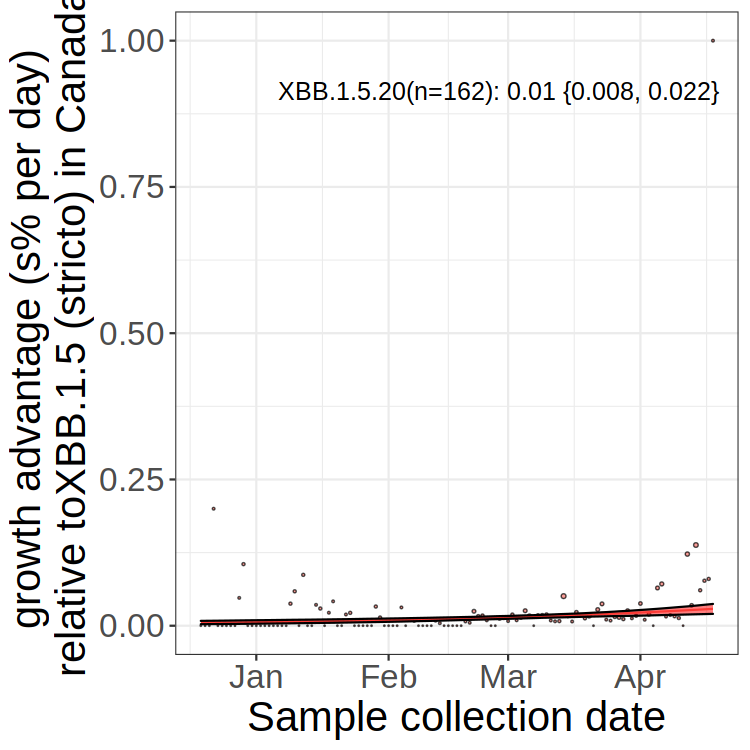 growth advantage (s% per day)
relative toXBB.1.5 (stricto) in Canada
1.00
XBB.1.5.20(n=162): 0.01 {0.008, 0.022}
0.75
0.50
0.25
0.00
Jan Feb Mar Apr
Sample collection date